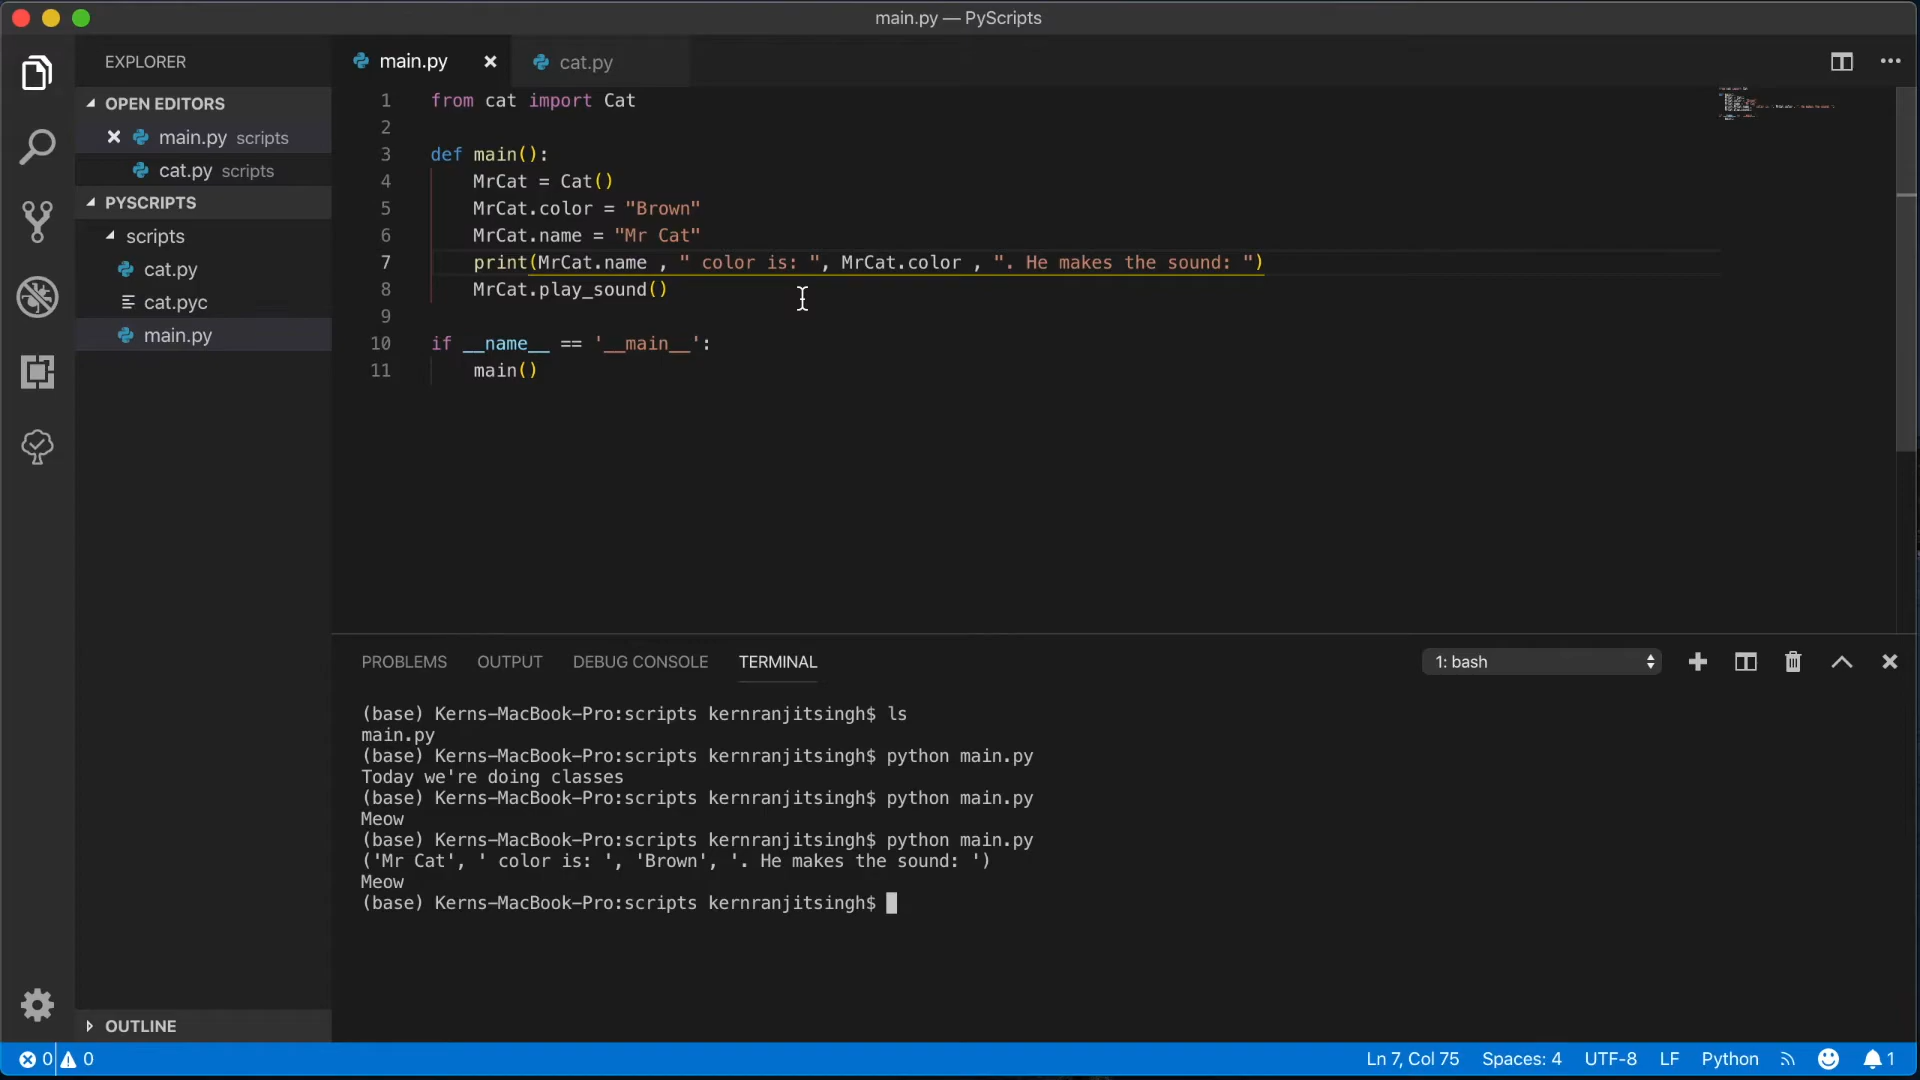 main.py — PyScripts
EXPLORER
OPEN EDITORS
main.py scripts
cat.py scripts
PYSCRIPTS
scripts
cat.py
cat.pyc
main.py
OUTLINE
main.py
cat.py
1 from cat import Cat
2
3 def main():
4 MrCat = Cat()
5 MrCat.color = "Brown"
6 MrCat.name = "Mr Cat"
7 print(MrCat.name , " color is: ", MrCat.color , ". He makes the sound: ")
8 MrCat.play_sound()
9
10 if __name__ == '__main__':
11 main()
PROBLEMS OUTPUT DEBUG CONSOLE TERMINAL
1: bash
(base) Kerns-MacBook-Pro:scripts kernranjitsingh$ ls
main.py
(base) Kerns-MacBook-Pro:scripts kernranjitsingh$ python main.py
Today we're doing classes
(base) Kerns-MacBook-Pro:scripts kernranjitsingh$ python main.py
Meow
(base) Kerns-MacBook-Pro:scripts kernranjitsingh$ python main.py
('Mr Cat', ' color is: ', 'Brown', '. He makes the sound: ')
Meow
(base) Kerns-MacBook-Pro:scripts kernranjitsingh$
0 0 Ln 7, Col 75 Spaces: 4 UTF-8 LF Python 1